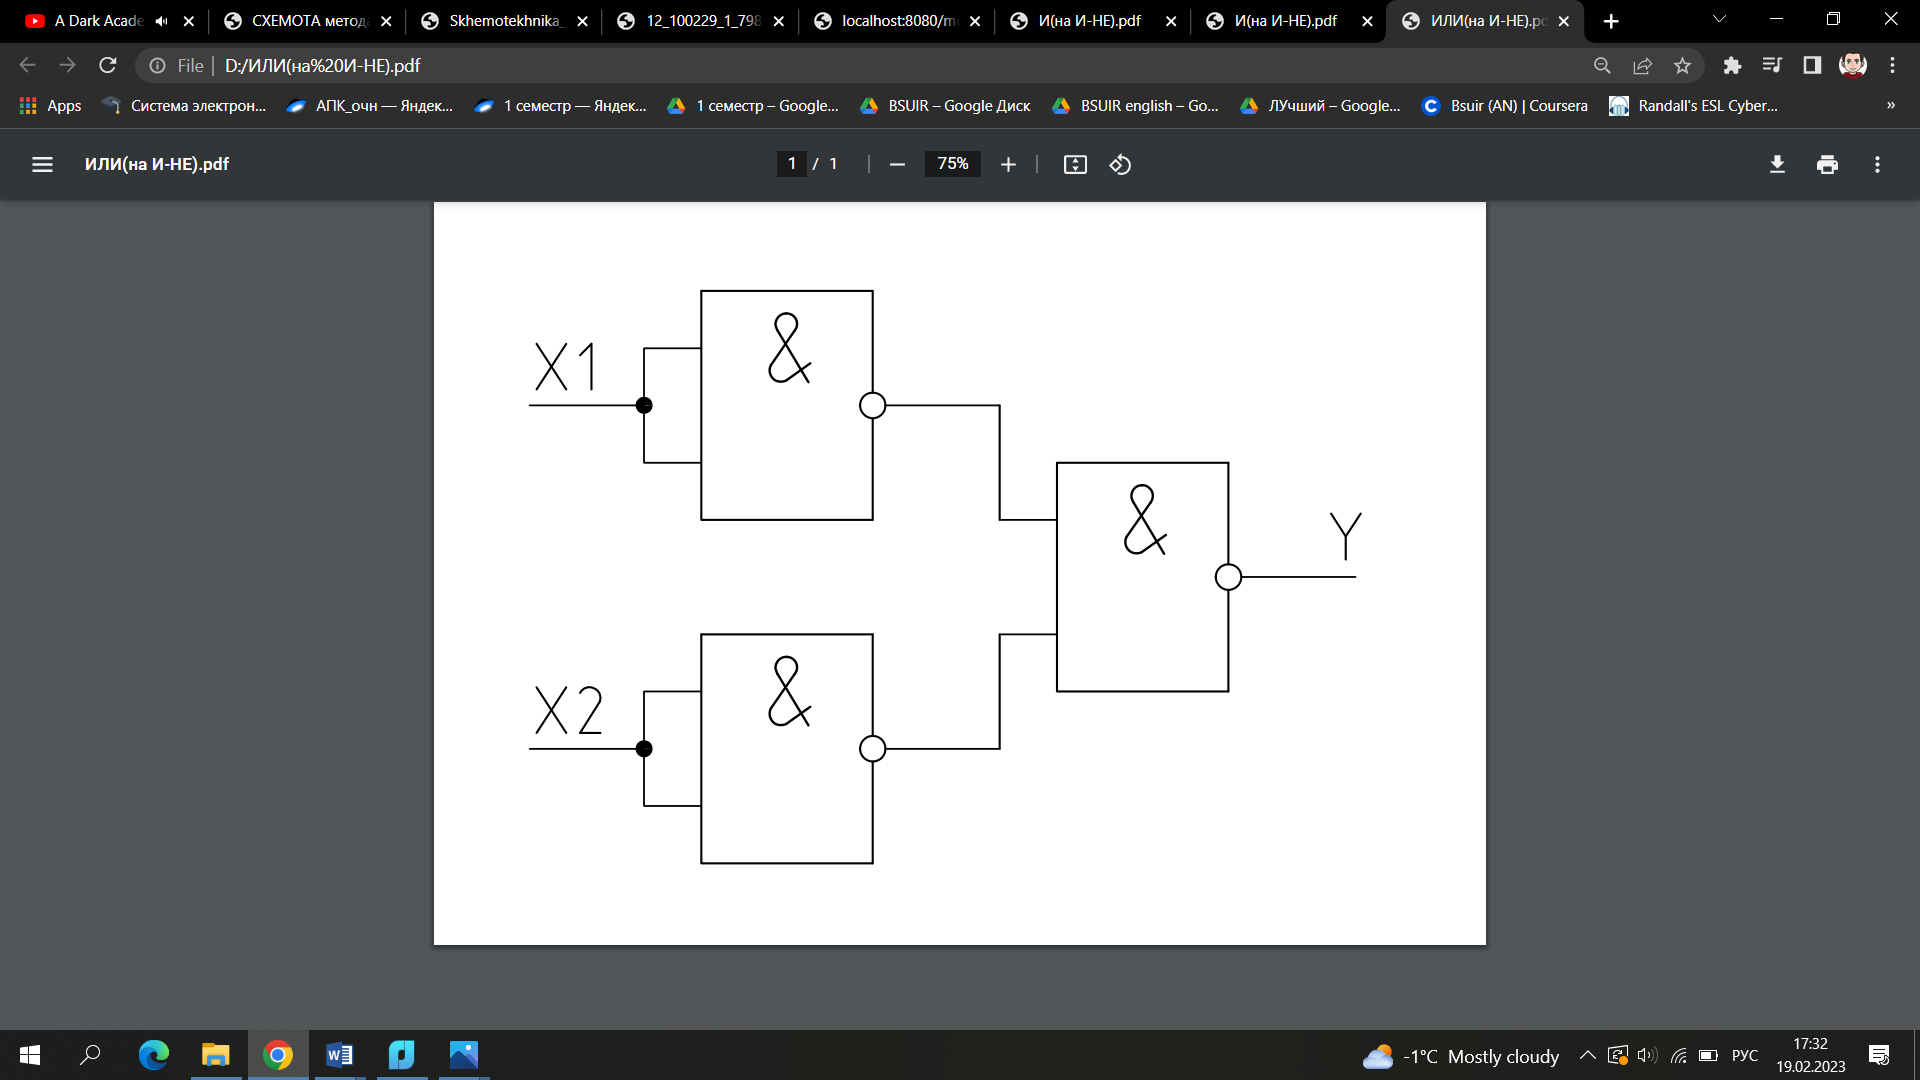 A Dark Acade
СХЕМОТА метод
Skhemotekhnika_
12_100229_1_798
localhost:8080/m
И(на И-НЕ).pdf
И(на И-НЕ).pdf
ИЛИ(на И-НЕ).pd
File | D:/ИЛИ(на%20И-НЕ).pdf
Apps
Система электрон...
АПК_очн — Яндек...
1 семестр — Яндек...
1 семестр – Google...
BSUIR – Google Диск
BSUIR english – Go...
ЛУчший – Google...
Bsuir (AN) | Coursera
Randall's ESL Cyber...
»
ИЛИ(на И-НЕ).pdf
1 / 1
75%
&
X1
&
Y
&
X2
-1°C Mostly cloudy
РУС
17:32
19.02.2023